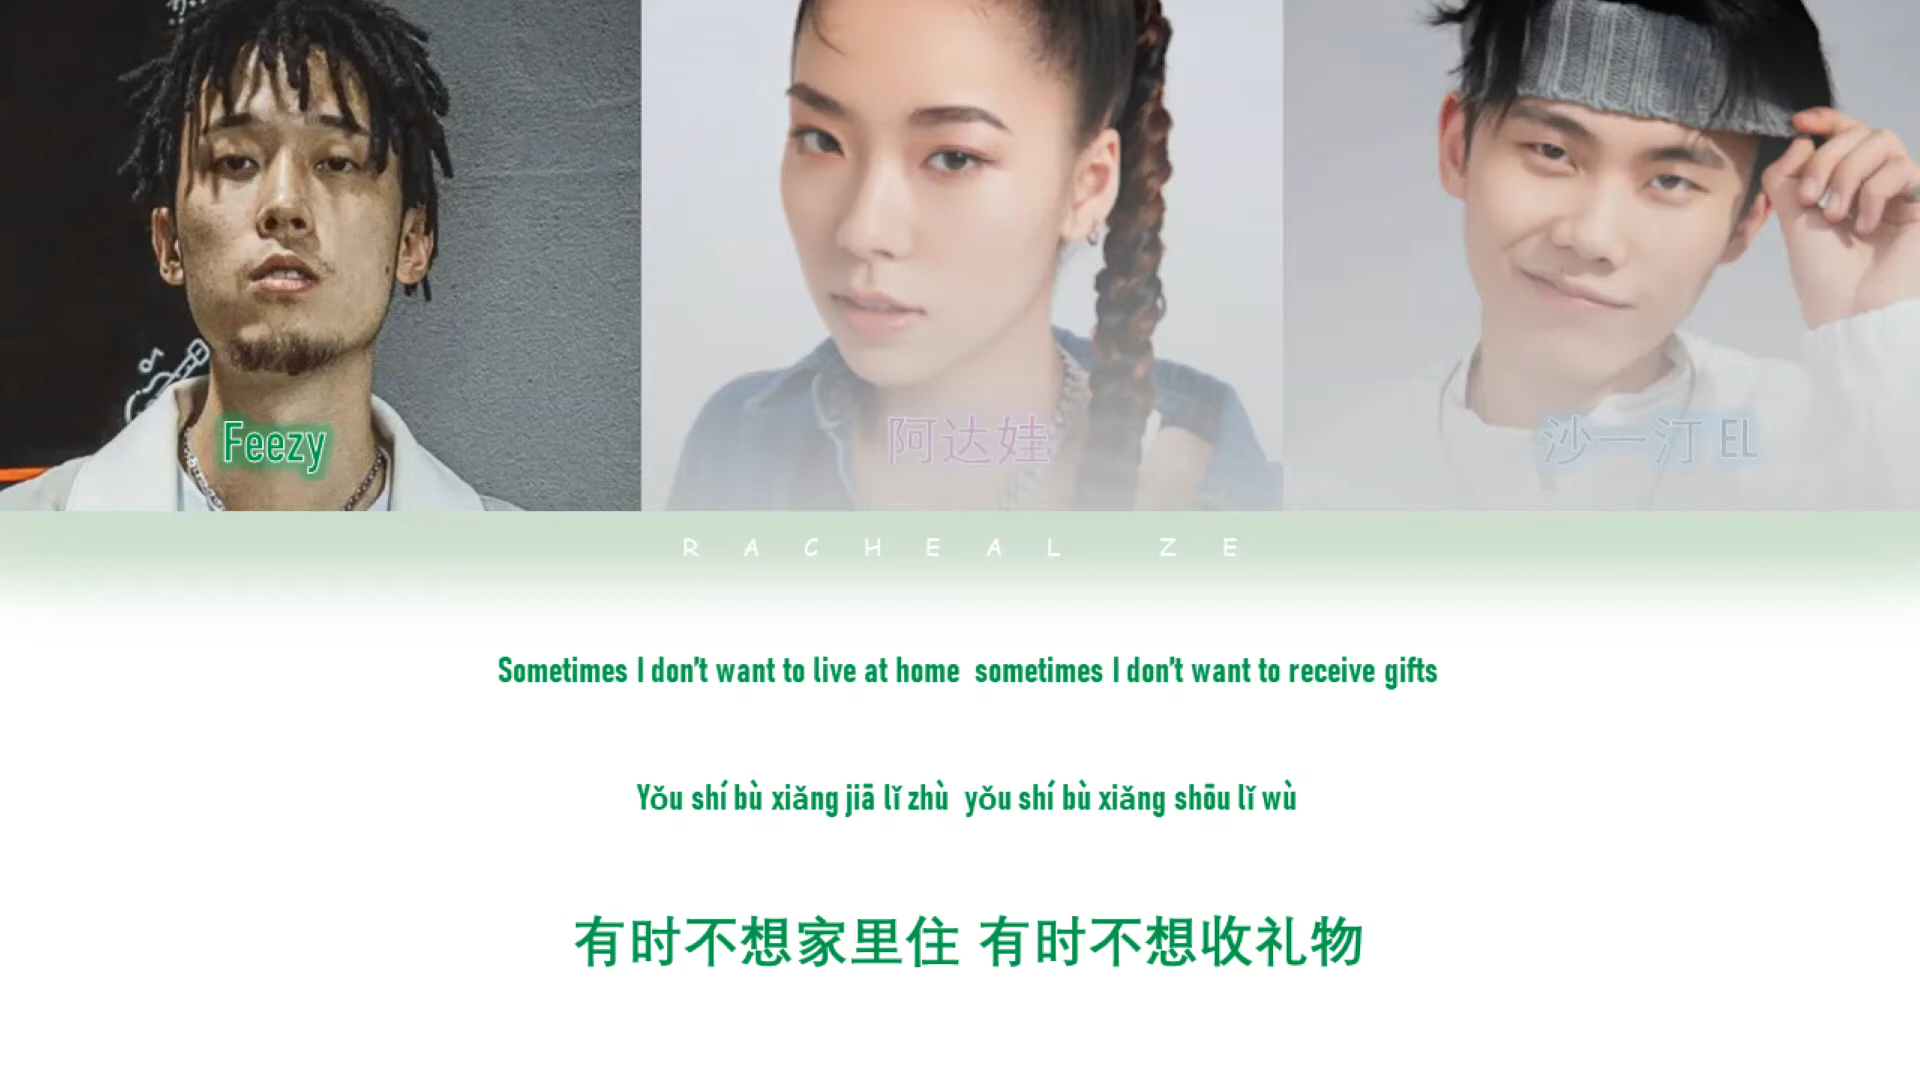 Feezy
阿达娃
沙一汀 EL
RACHEAL ZE
Sometimes I don't want to live at home sometimes I don't want to receive gifts
Yǒu shí bù xiǎng jiā lǐ zhù yǒu shí bù xiǎng shōu lǐ wù
有时不想家里住 有时不想收礼物